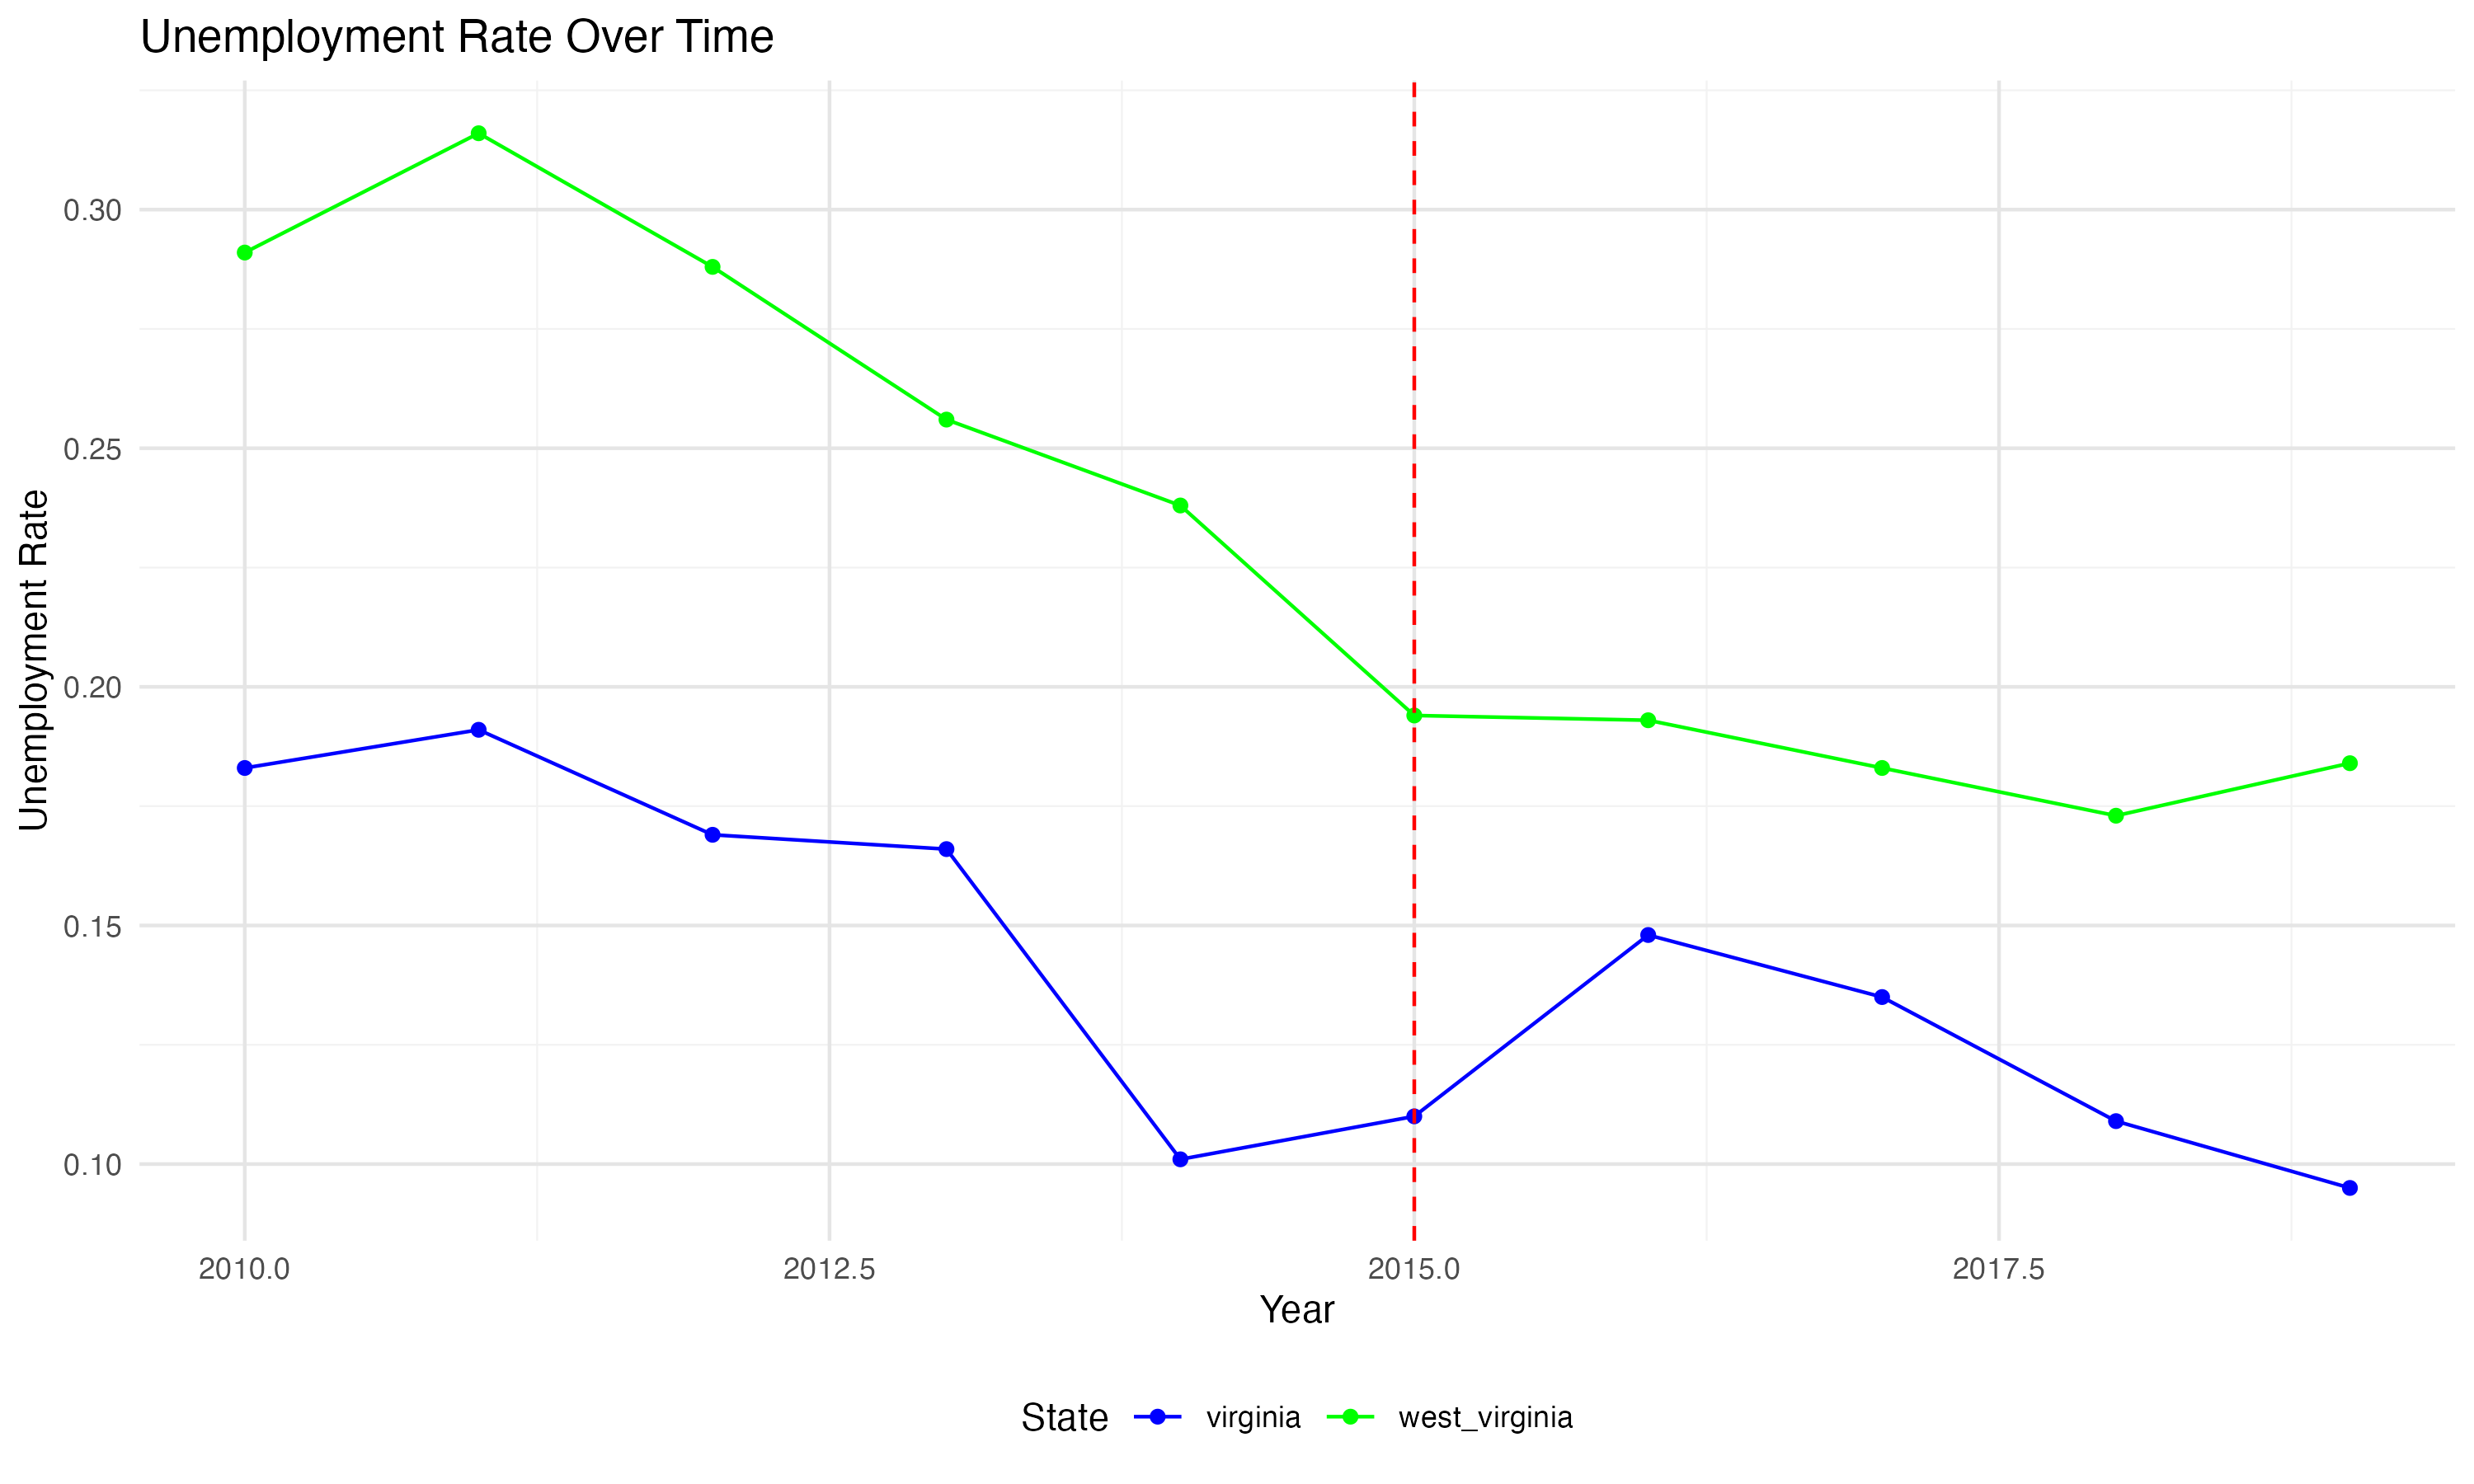 Unemployment Rate Over Time
Unemployment Rate
0.30
0.25
0.20
0.15
0.10
2010.0 2012.5 2015.0 2017.5
Year
State virginia west_virginia